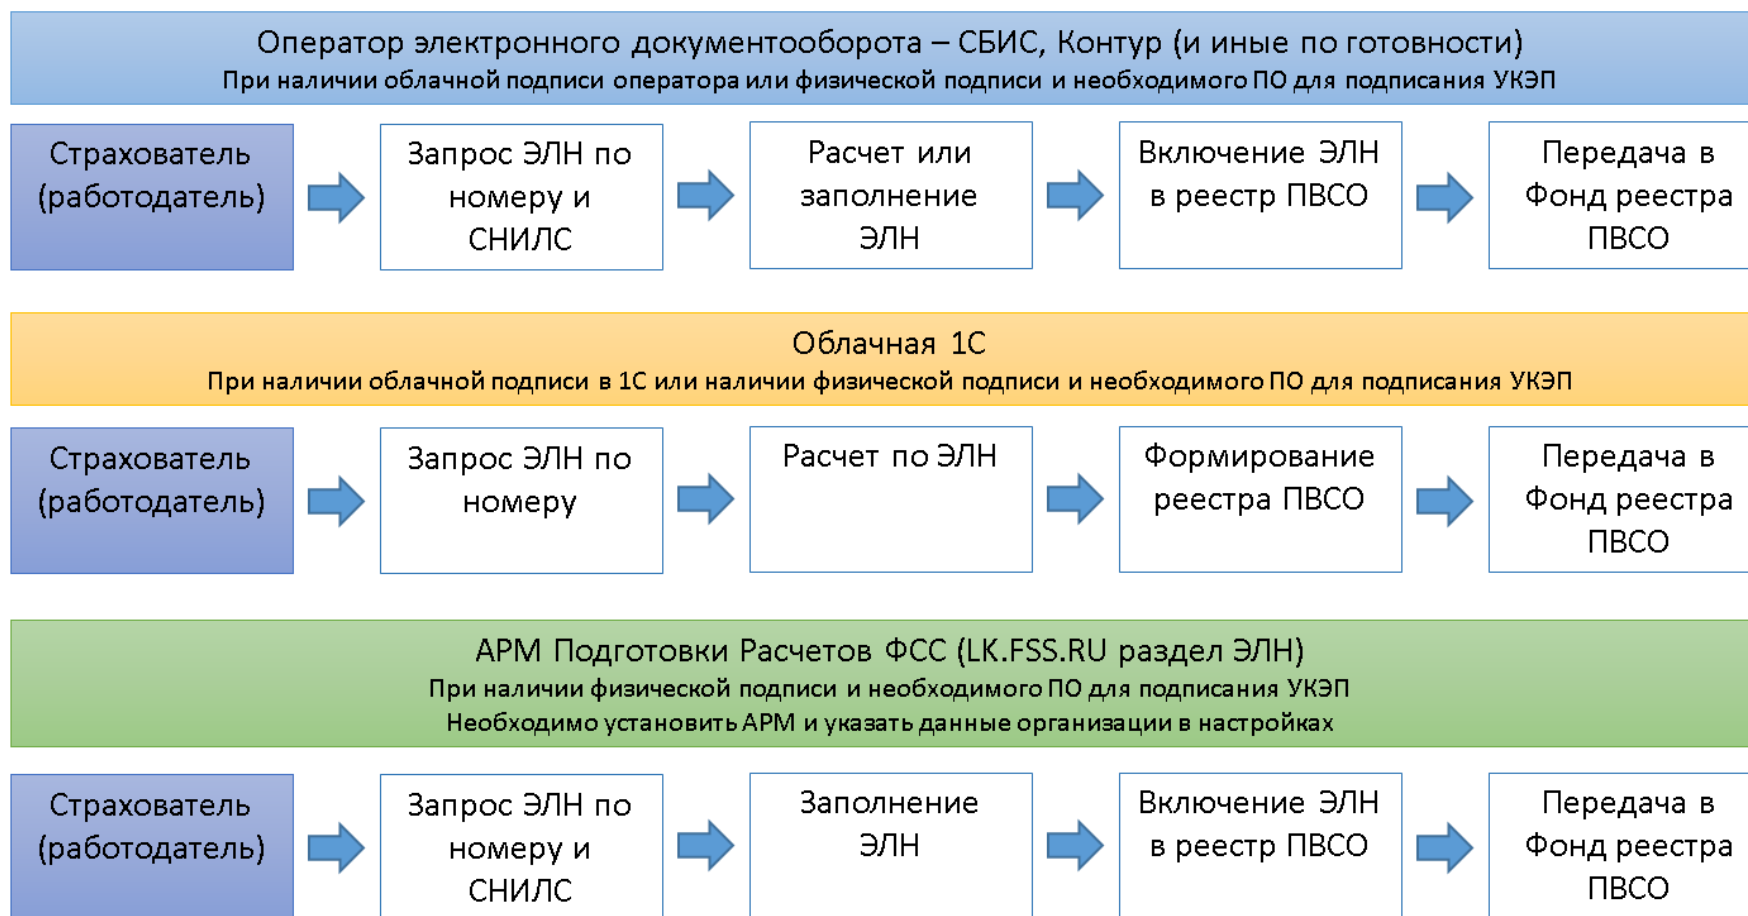 Оператор электронного документооборота – СБИС, Контур (и иные по готовности)
При наличии облачной подписи оператора или физической подписи и необходимого ПО для подписания УКЭП
Страхователь
(работодатель)
Запрос ЭЛН по
номеру и
СНИЛС
Расчет или
заполнение
ЭЛН
Включение ЭЛН
в реестр ПВСО
Передача в
Фонд реестра
ПВСО
Облачная 1С
При наличии облачной подписи в 1С или наличии физической подписи и необходимого ПО для подписания УКЭП
Страхователь
(работодатель)
Запрос ЭЛН по
номеру
Расчет по ЭЛН
Формирование
реестра ПВСО
Передача в
Фонд реестра
ПВСО
АРМ Подготовки Расчетов ФСС (LK.FSS.RU раздел ЭЛН)
При наличии физической подписи и необходимого ПО для подписания УКЭП
Необходимо установить АРМ и указать данные организации в настройках
Страхователь
(работодатель)
Запрос ЭЛН по
номеру и
СНИЛС
Заполнение
ЭЛН
Включение ЭЛН
в реестр ПВСО
Передача в
Фонд реестра
ПВСО